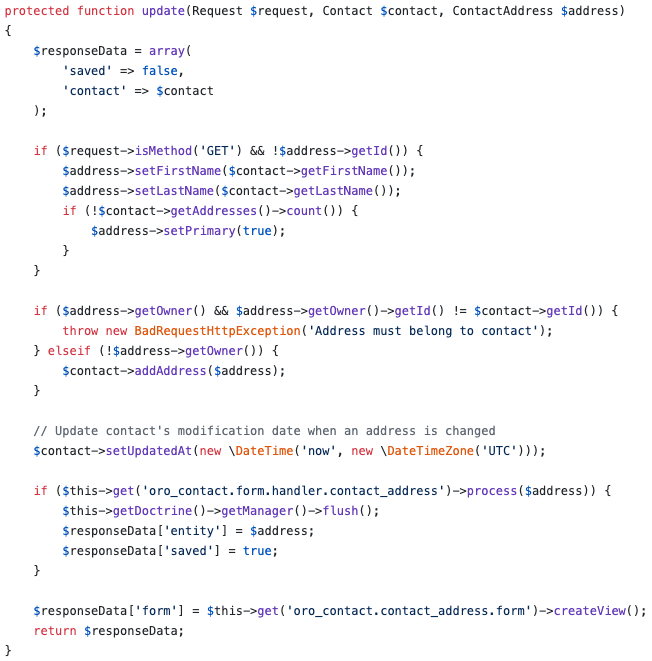 protected function update(Request $request, Contact $contact, ContactAddress $address)
{
    $responseData = array(
        'saved' => false,
        'contact' => $contact
    );

    if ($request->isMethod('GET') && !$address->getId()) {
        $address->setFirstName($contact->getFirstName());
        $address->setLastName($contact->getLastName());
        if (!$contact->getAddresses()->count()) {
            $address->setPrimary(true);
        }
    }

    if ($address->getOwner() && $address->getOwner()->getId() != $contact->getId()) {
        throw new BadRequestHttpException('Address must belong to contact');
    } elseif (!$address->getOwner()) {
        $contact->addAddress($address);
    }

    // Update contact's modification date when an address is changed
    $contact->setUpdatedAt(new \DateTime('now', new \DateTimeZone('UTC')));

    if ($this->get('oro_contact.form.handler.contact_address')->process($address)) {
        $this->getDoctrine()->getManager()->flush();
        $responseData['entity'] = $address;
        $responseData['saved'] = true;
    }

    $responseData['form'] = $this->get('oro_contact.contact_address.form')->createView();
    return $responseData;
}